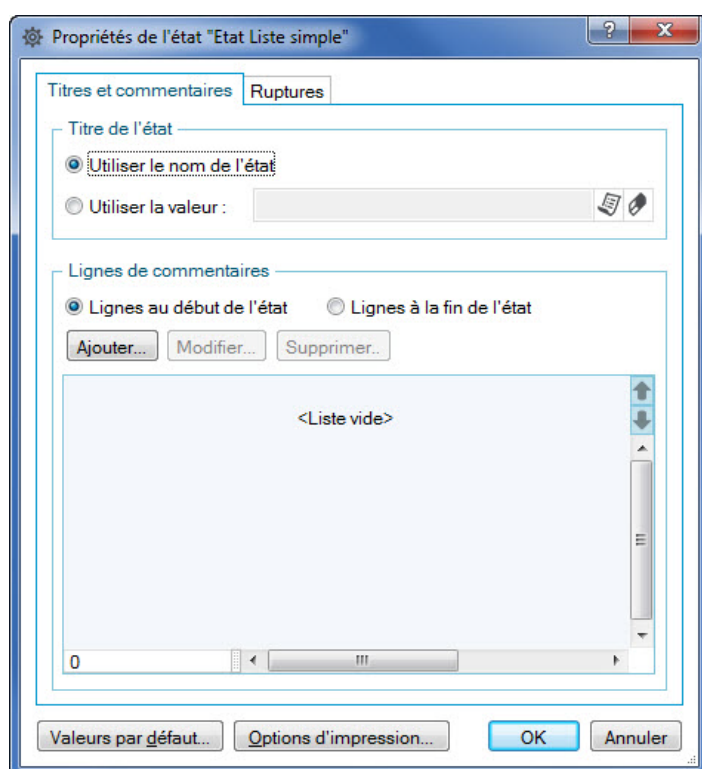 Propriétés de l'état "Etat Liste simple"
?
Titres et commentaires Ruptures
Titre de l'état
Utiliser le nom de l'état
Utiliser la valeur :
Lignes de commentaires
Lignes au début de l'état Lignes à la fin de l'état
Ajouter... Modifier... Supprimer..
<Liste vide>
0
Valeurs par défaut... Options d'impression... OK Annuler